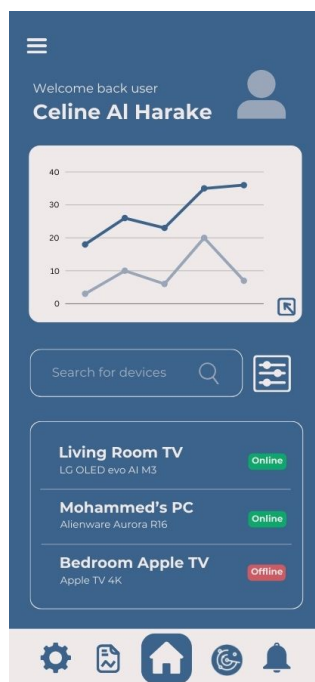 Welcome back user
Celine Al Harake
40
30
20
10
0
Search for devices
Living Room TV
LG OLED evo AI M3
Online
Mohammed's PC
Alienware Aurora R16
Online
Bedroom Apple TV
Apple TV 4K
Offline